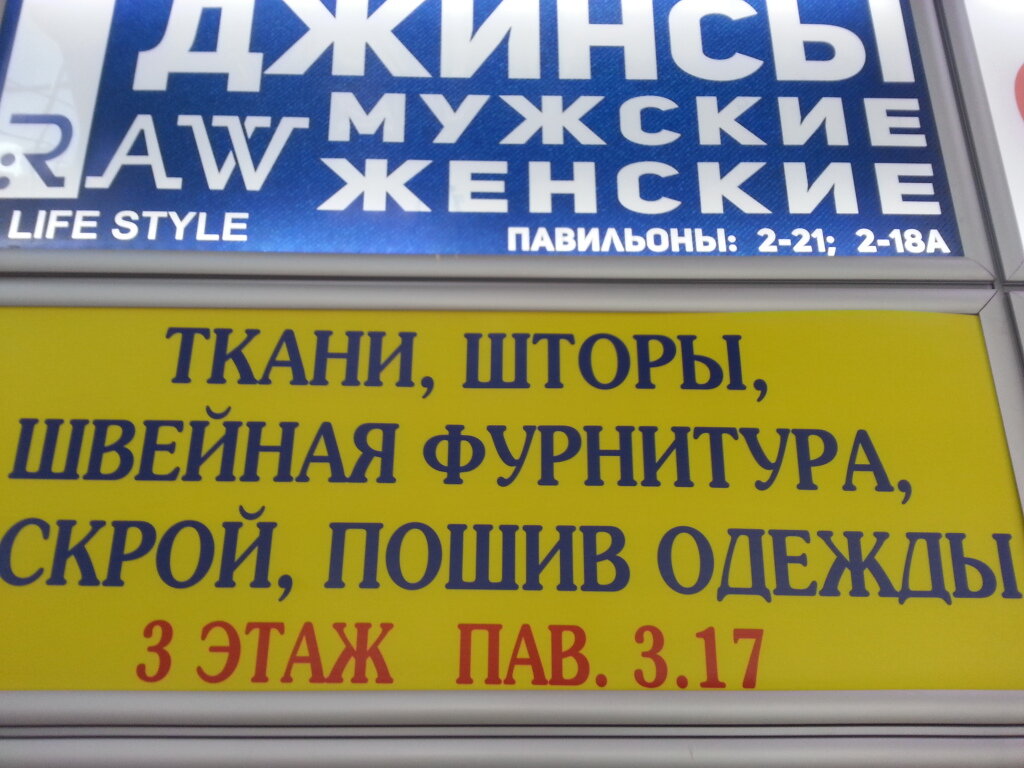 ДЖИНСЫ
RAW
МУЖСКИЕ
ЖЕНСКИЕ
LIFE STYLE
ПАВИЛЬОНЫ: 2-21; 2-18А
ТКАНИ, ШТОРЫ,
ШВЕЙНАЯ ФУРНИТУРА,
СКРОЙ, ПОШИВ ОДЕЖДЫ
3 ЭТАЖ ПАВ. 3.17